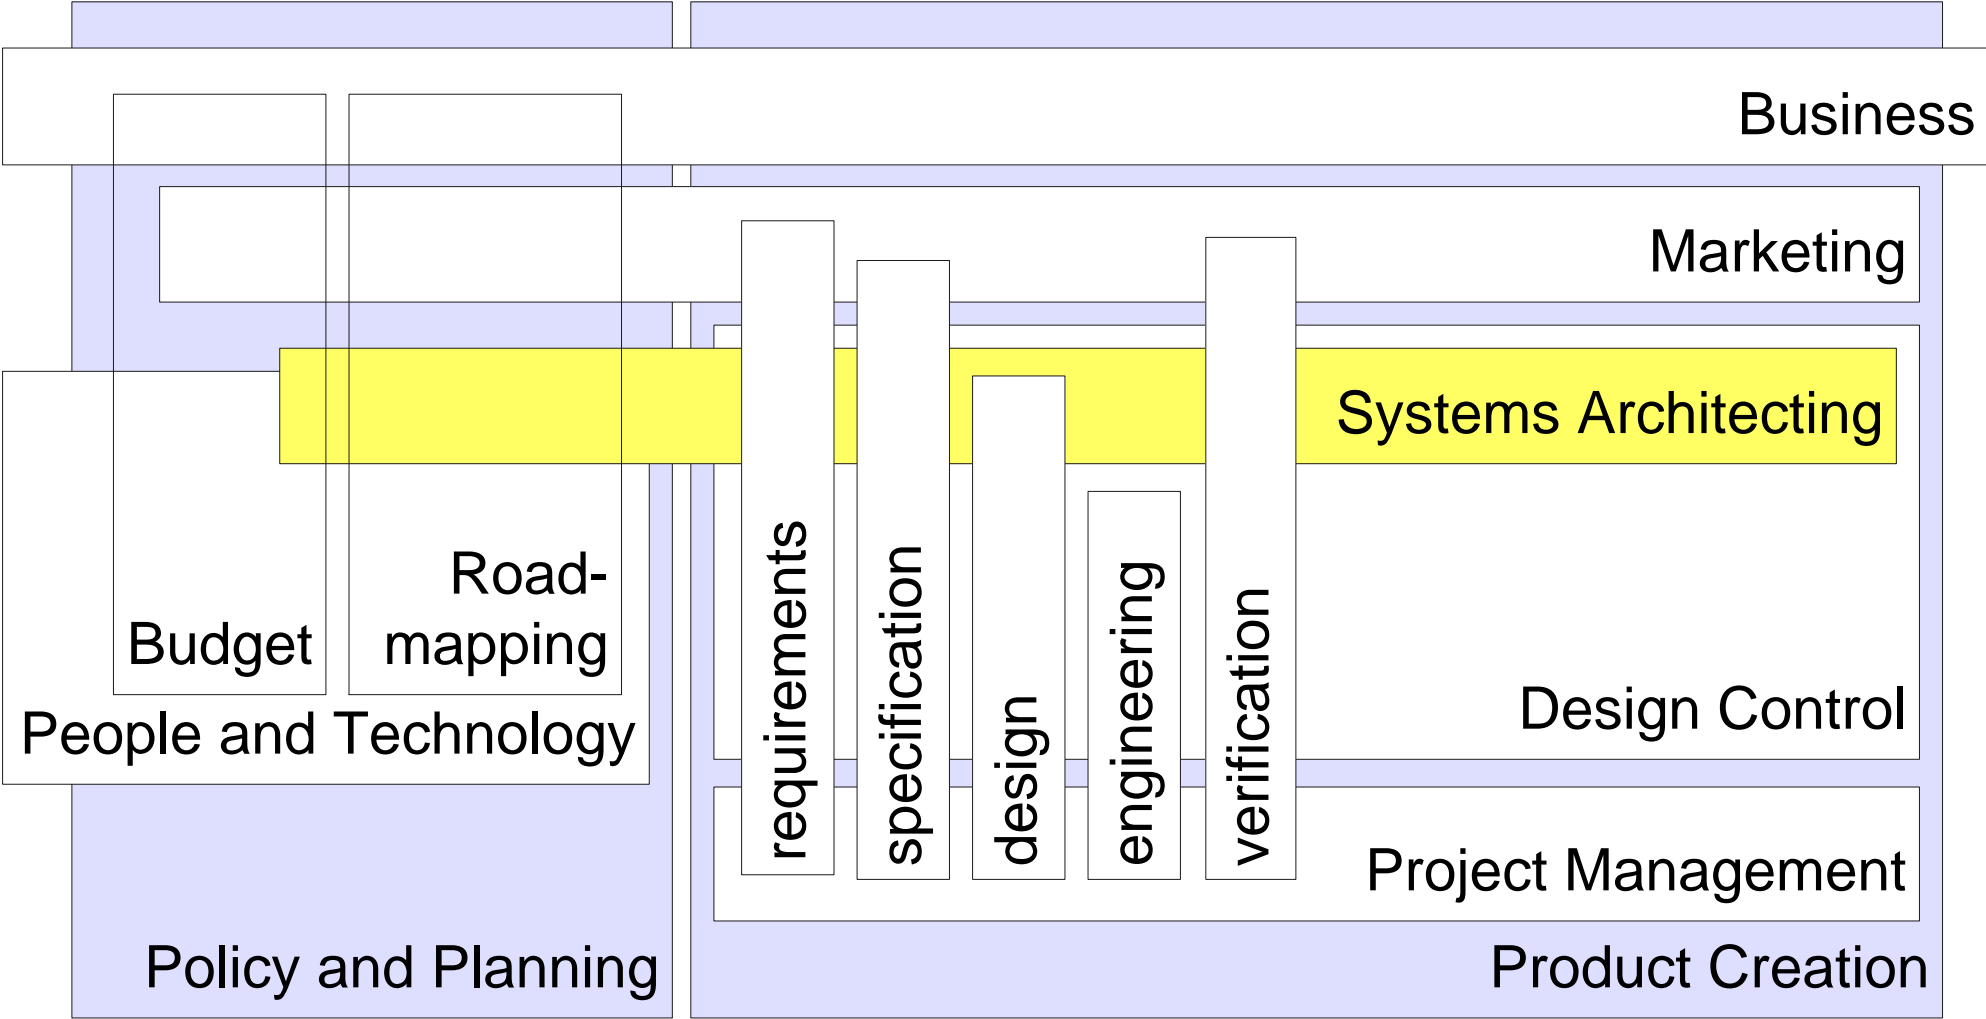 Business
Marketing
Systems Architecting
Road-
mapping
Budget
People and Technology
requirements
specification
design
engineering
verification
Design Control
Project Management
Policy and Planning
Product Creation